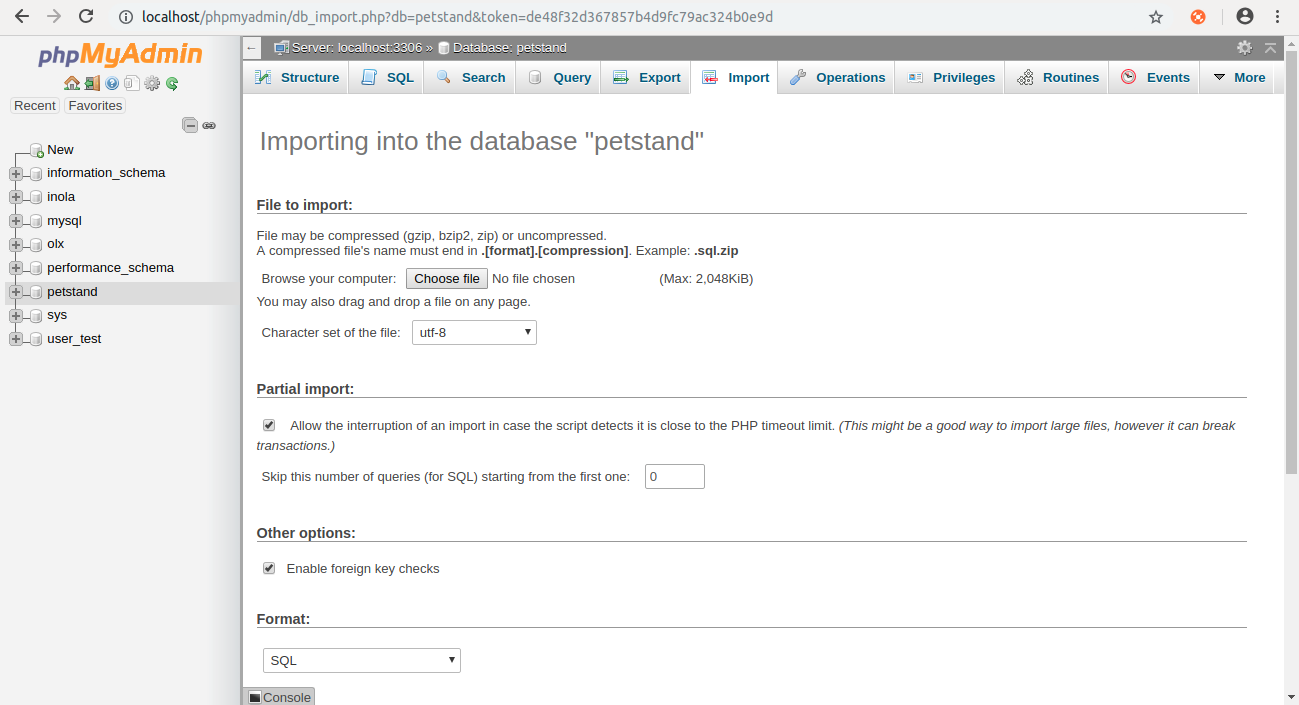 localhost/phpmyadmin/db_import.php?db=petstand&token=de48f32d367857b4d9fc79ac324b0e9d
phpMyAdmin
Recent Favorites
New
information_schema
inola
mysql
olx
performance_schema
petstand
sys
user_test
Server: localhost:3306 » Database: petstand
Structure SQL Search Query Export Import Operations Privileges Routines Events More
Importing into the database "petstand"
File to import:
File may be compressed (gzip, bzip2, zip) or uncompressed.
A compressed file's name must end in .[format].[compression]. Example: .sql.zip
Browse your computer: Choose file No file chosen (Max: 2,048KiB)
You may also drag and drop a file on any page.
Character set of the file: utf-8
Partial import:
Allow the interruption of an import in case the script detects it is close to the PHP timeout limit. (This might be a good way to import large files, however it can break
transactions.)
Skip this number of queries (for SQL) starting from the first one: 0
Other options:
Enable foreign key checks
Format:
SQL
Console